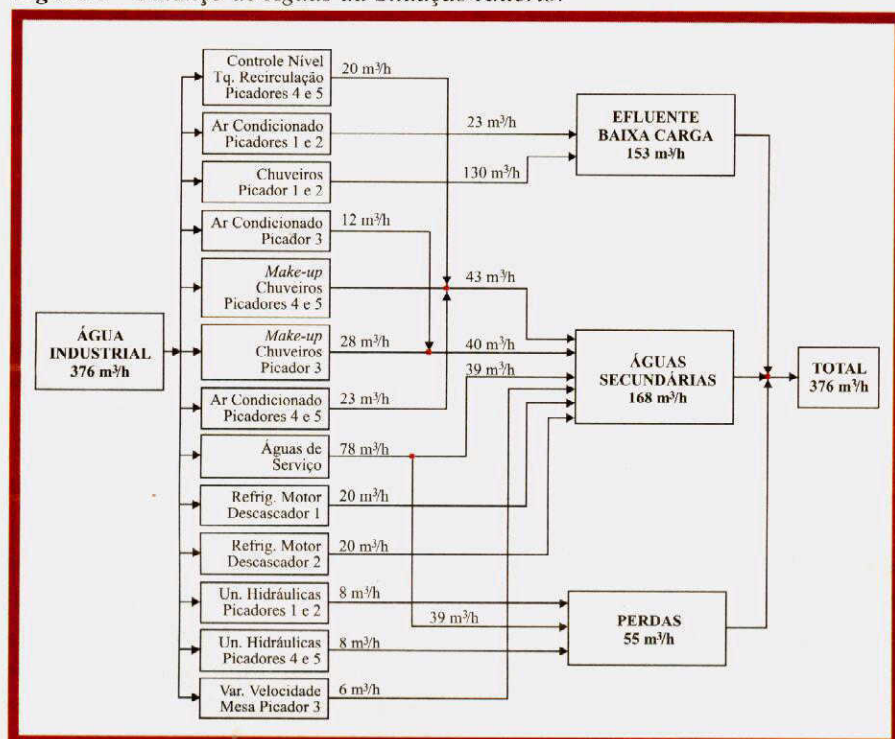 Controle Nível
Tq. Recirculação
Picadores 4 e 5
20 m³/h
Ar Condicionado
Picadores 1 e 2
23 m³/h
EFLUENTE
BAIXA CARGA
153 m³/h
Chuveiros
Picador 1 e 2
130 m³/h
Ar Condicionado
Picador 3
12 m³/h
Make-up
Chuveiros
Picadores 4 e 5
43 m³/h
ÁGUA
INDUSTRIAL
376 m³/h
Make-up
Chuveiros
Picador 3
28 m³/h
40 m³/h
39 m³/h
ÁGUAS
SECUNDÁRIAS
168 m³/h
TOTAL
376 m³/h
Ar Condicionado
Picadores 4 e 5
23 m³/h
Águas de
Serviço
78 m³/h
Refrig. Motor
Descascador 1
20 m³/h
Refrig. Motor
Descascador 2
20 m³/h
Un. Hidráulicas
Picadores 1 e 2
8 m³/h
39 m³/h
PERDAS
55 m³/h
Un. Hidráulicas
Picadores 4 e 5
8 m³/h
Var. Velocidade
Mesa Picador 3
6 m³/h